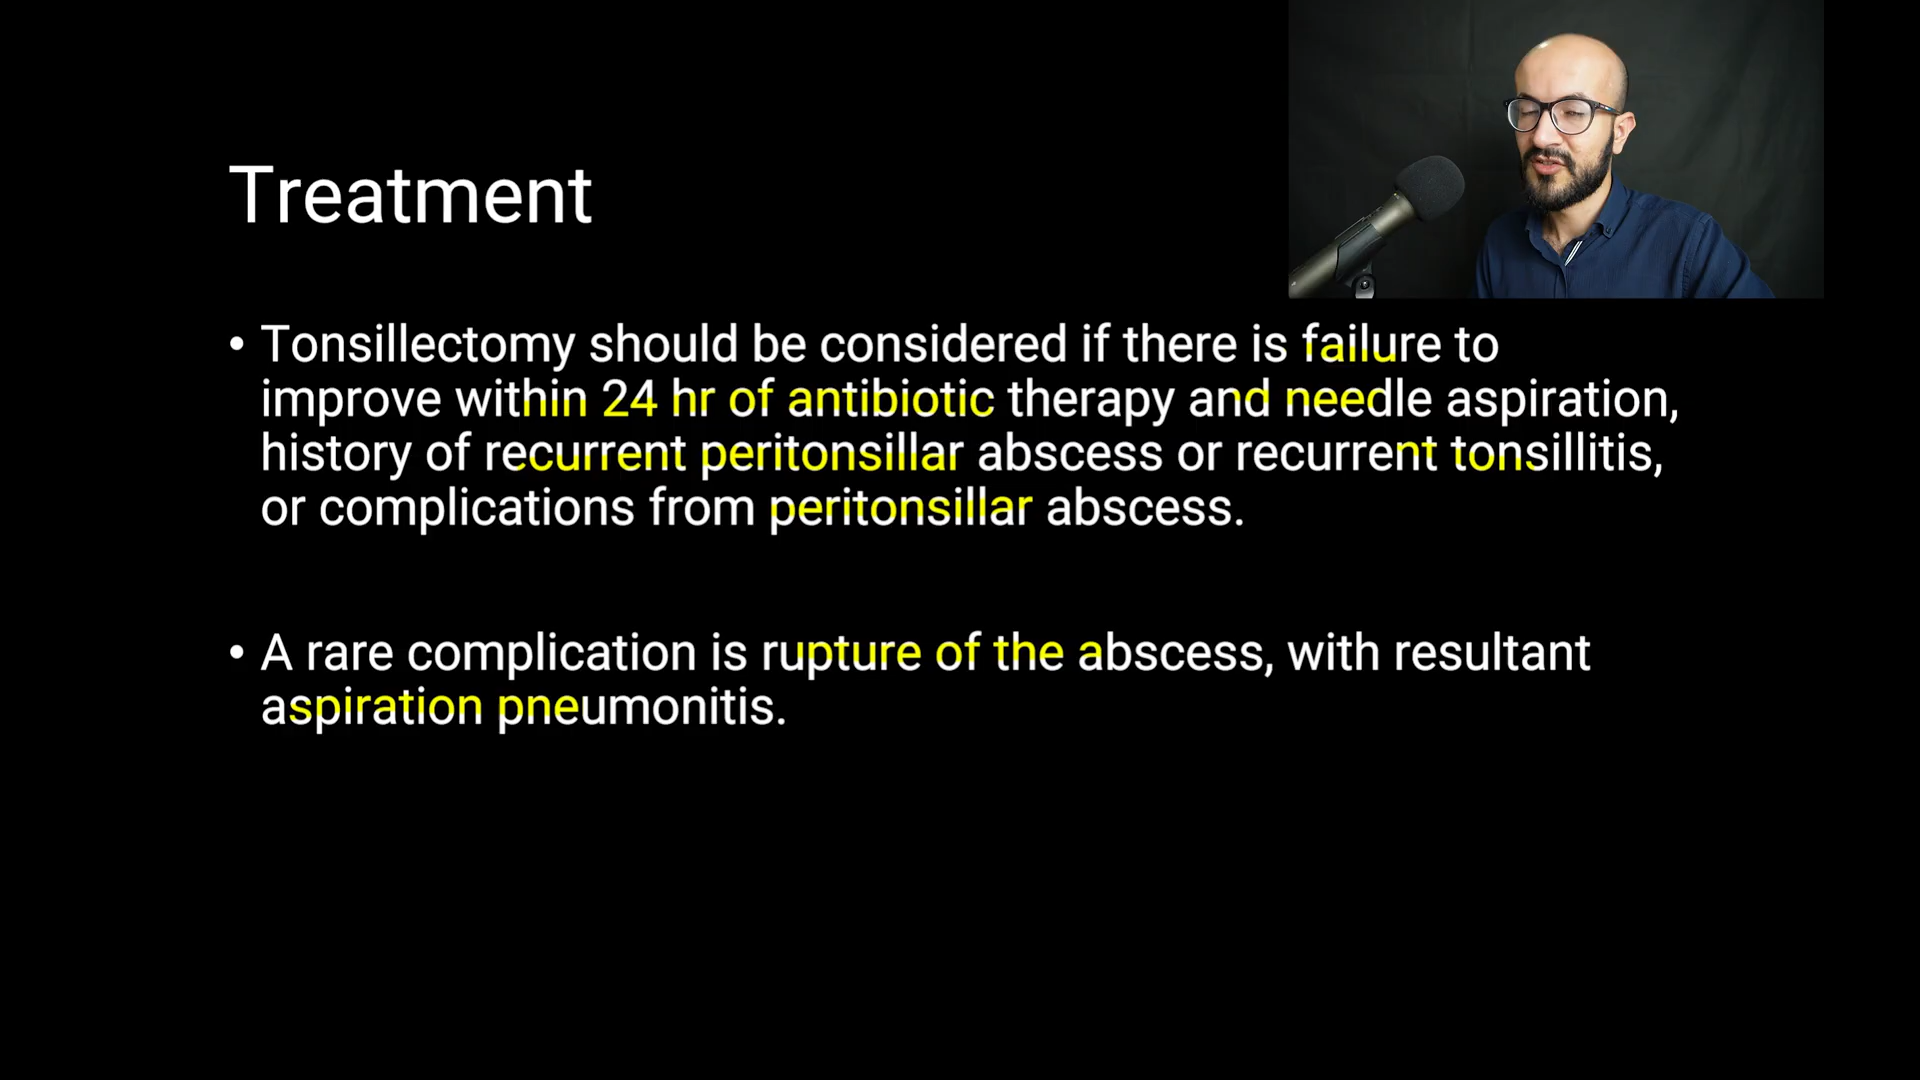 Treatment
• Tonsillectomy should be considered if there is failure to
improve within 24 hr of antibiotic therapy and needle aspiration,
history of recurrent peritonsillar abscess or recurrent tonsillitis,
or complications from peritonsillar abscess.
• A rare complication is rupture of the abscess, with resultant
aspiration pneumonitis.